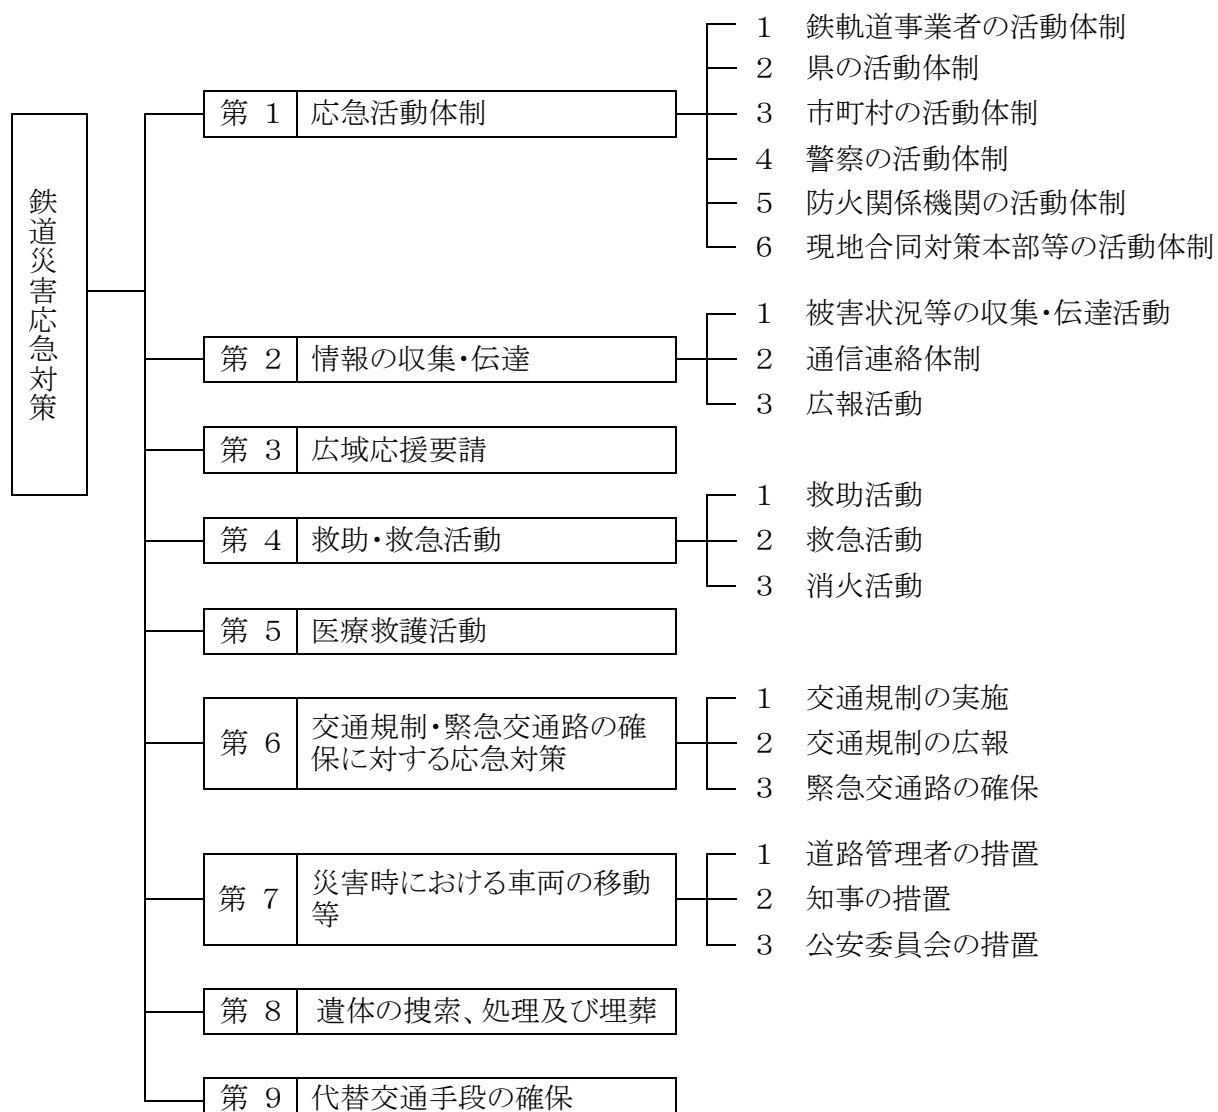 鉄道災害応急対策
第 1 応急活動体制
1 鉄軌道事業者の活動体制
2 県の活動体制
3 市町村の活動体制
4 警察の活動体制
5 防火関係機関の活動体制
6 現地合同対策本部等の活動体制
第 2 情報の収集・伝達
1 被害状況等の収集・伝達活動
2 通信連絡体制
3 広報活動
第 3 広域応援要請
第 4 救助・救急活動
1 救助活動
2 救急活動
3 消火活動
第 5 医療救護活動
第 6 交通規制・緊急交通路の確
保に対する応急対策
1 交通規制の実施
2 交通規制の広報
3 緊急交通路の確保
第 7 災害時における車両の移動
等
1 道路管理者の措置
2 知事の措置
3 公安委員会の措置
第 8 遺体の捜索、処理及び埋葬
第 9 代替交通手段の確保